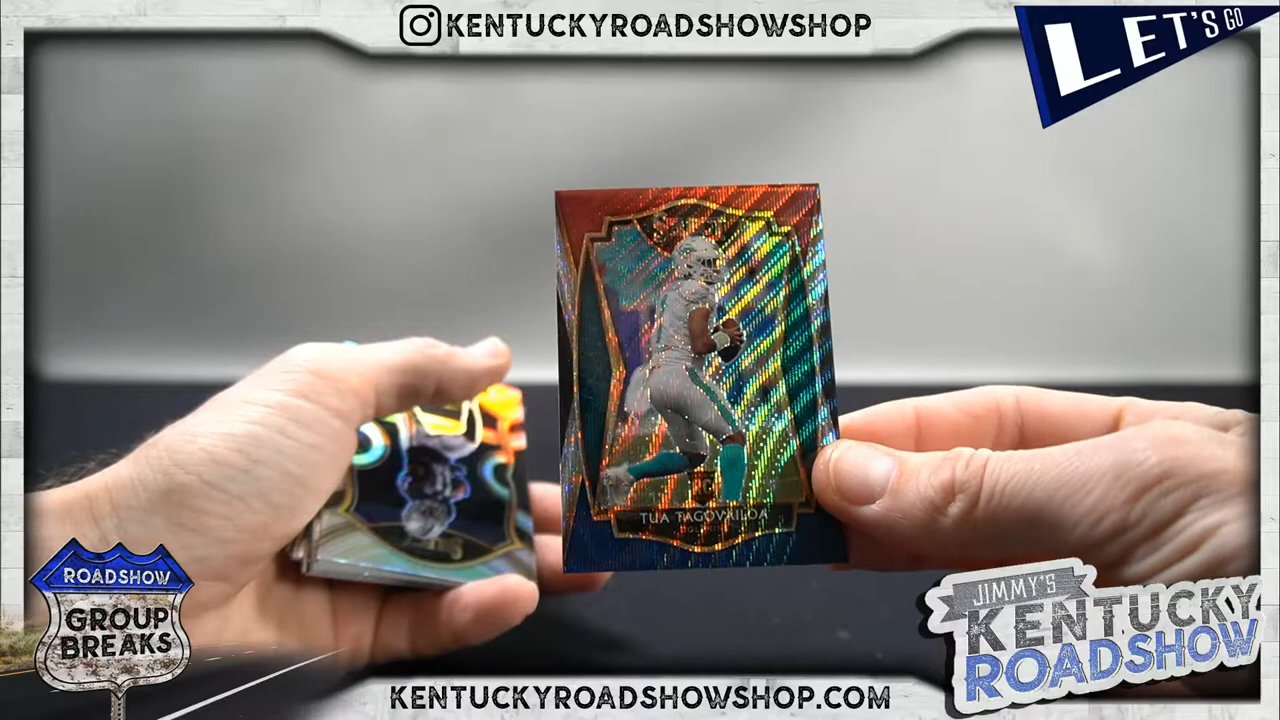 KENTUCKYROADSHOWSHOP
LET'S GO
TUA TAGOVAILOA
ROADSHOW
GROUP
BREAKS
JIMMY'S
KENTUCKY
ROADSHOW
KENTUCKYROADSHOWSHOP.COM